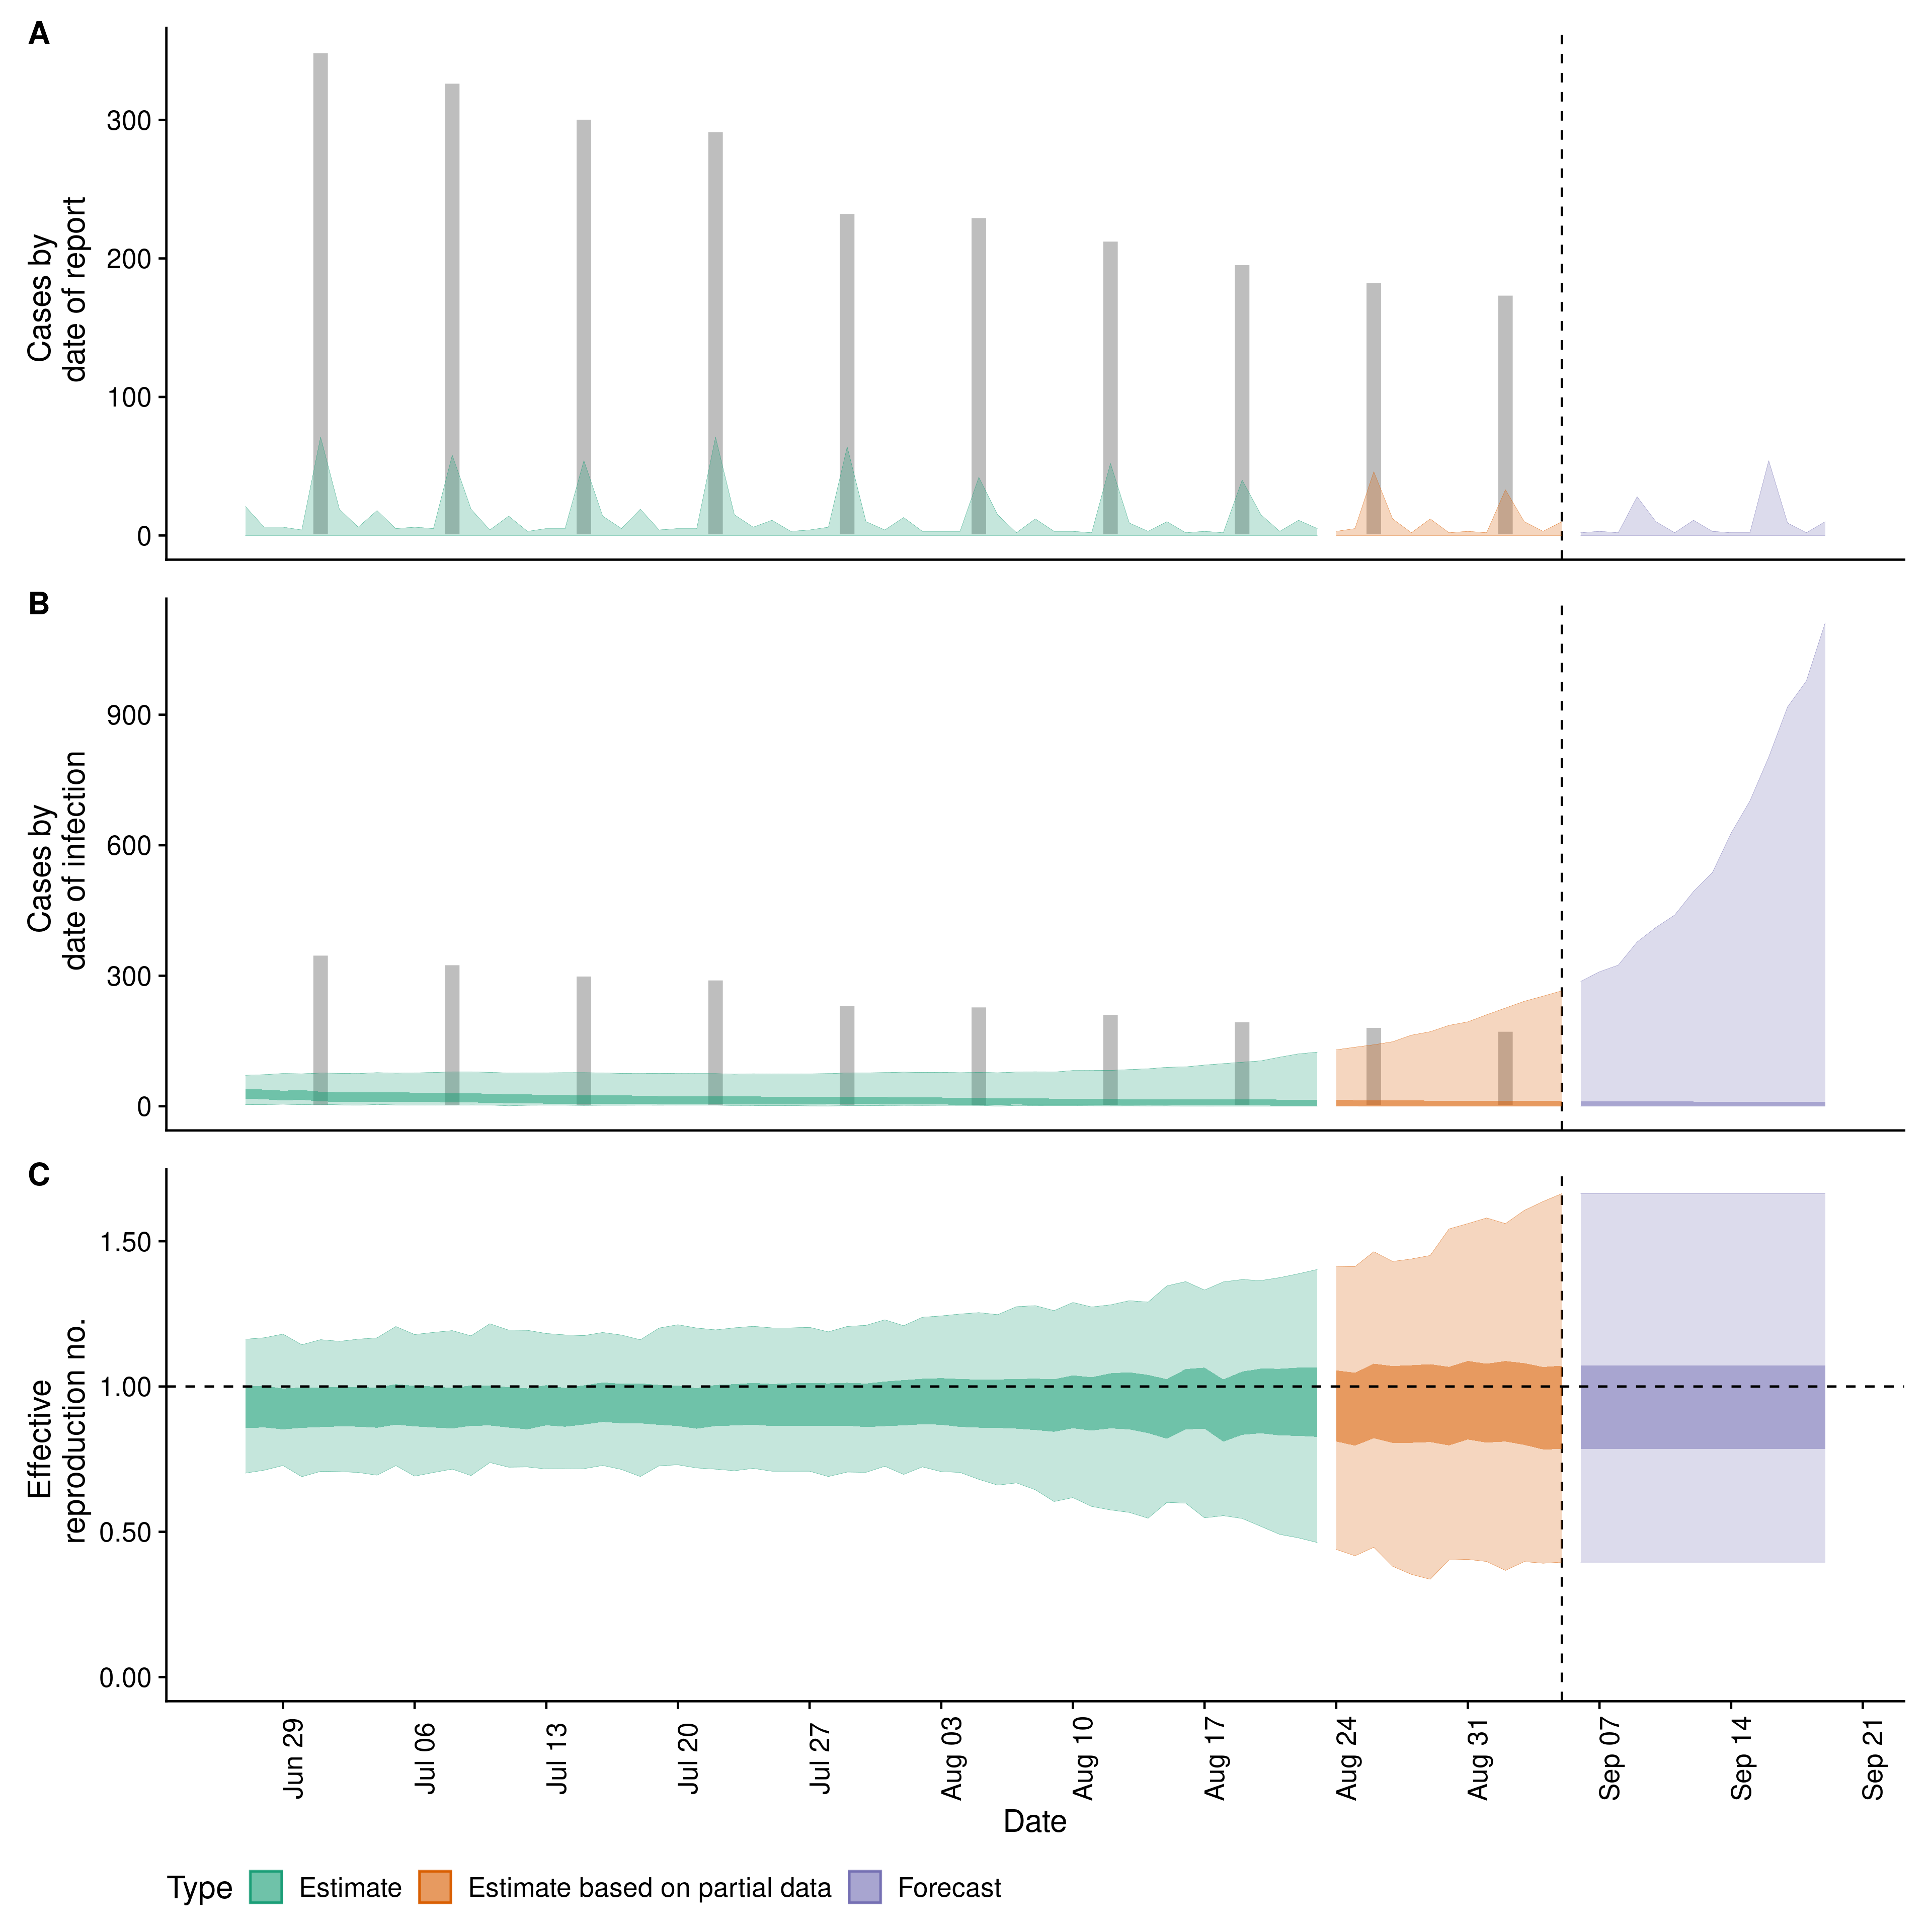 A
Cases by
date of report
300
200
100
0
B
Cases by
date of infection
900
600
300
0
C
Effective
reproduction no.
1.50
1.00
0.50
0.00
Jun 29
Jul 06
Jul 13
Jul 20
Jul 27
Aug 03
Aug 10
Aug 17
Aug 24
Aug 31
Sep 07
Sep 14
Sep 21
Date
Type Estimate Estimate based on partial data Forecast